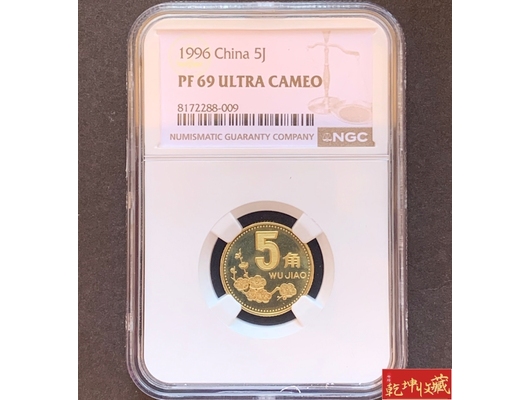 1996 China 5J
PF 69 ULTRA CAMEO
8172288-009
NUMISMATIC GUARANTY COMPANY
NGC
5角
WU JIAO
乾坤收藏